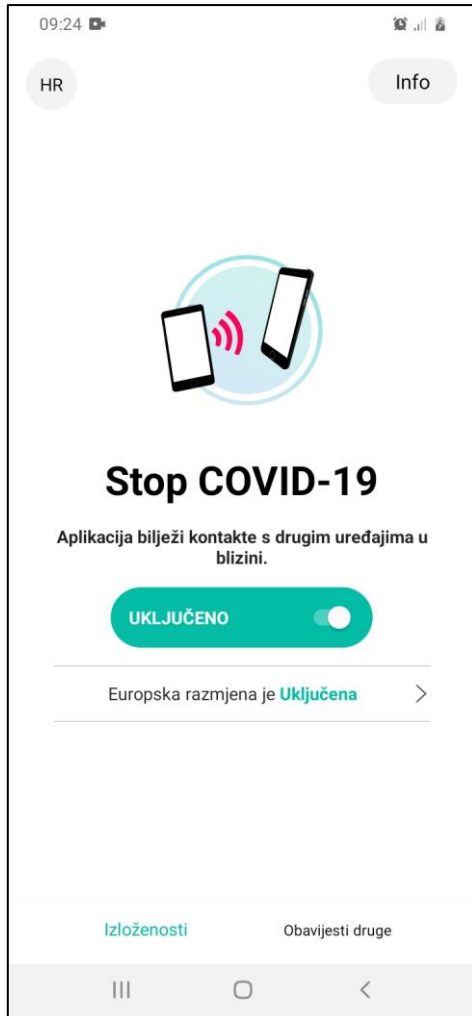 09:24
HR
Info
Stop COVID-19
Aplikacija bilježi kontakte s drugim uređajima u
blizini.
UKLJUČENO
Europska razmjena je Uključena
Izloženosti
Obavijesti druge